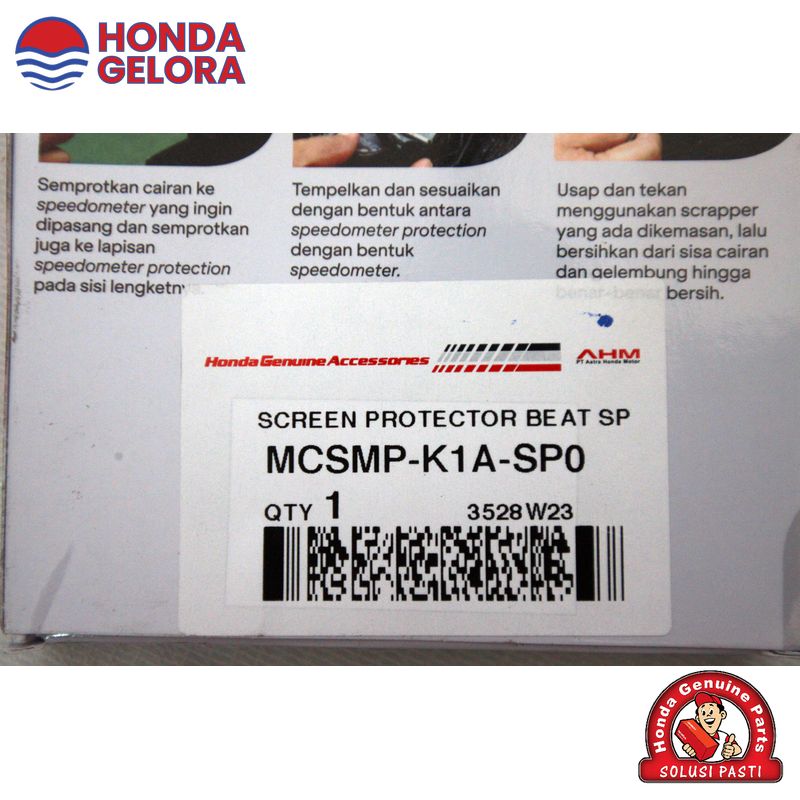 HONDA
GELORA
Semprotkan cairan ke
speedometer yang ingin
dipasang dan semprotkan
juga ke lapisan
speedometer protection
pada sisi lengketnya.
Tempelkan dan sesuaikan
dengan bentuk antara
speedometer protection
dengan bentuk
speedometer.
Usap dan tekan
menggunakan scrapper
yang ada dikemasan, lalu
bersihkan dari sisa cairan
dan gelembung hingga
benar-benar bersih.
Honda Genuine Accessories
AHM
PT Astra Honda Motor
SCREEN PROTECTOR BEAT SP
MCSMP-K1A-SP0
QTY 1
3528W23
Honda Genuine Parts
SOLUSI PASTI